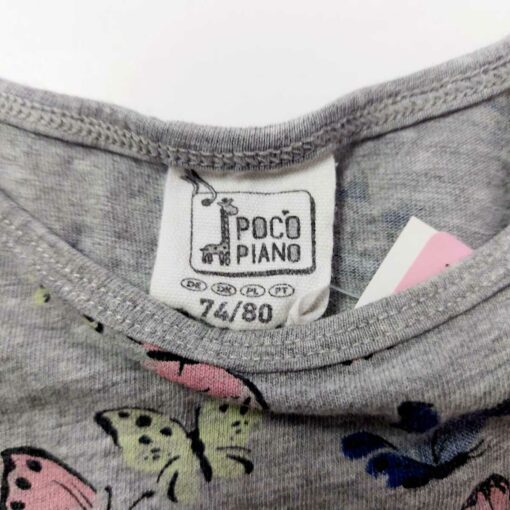 POCO
PIANO
DE DK PL PT
74/80